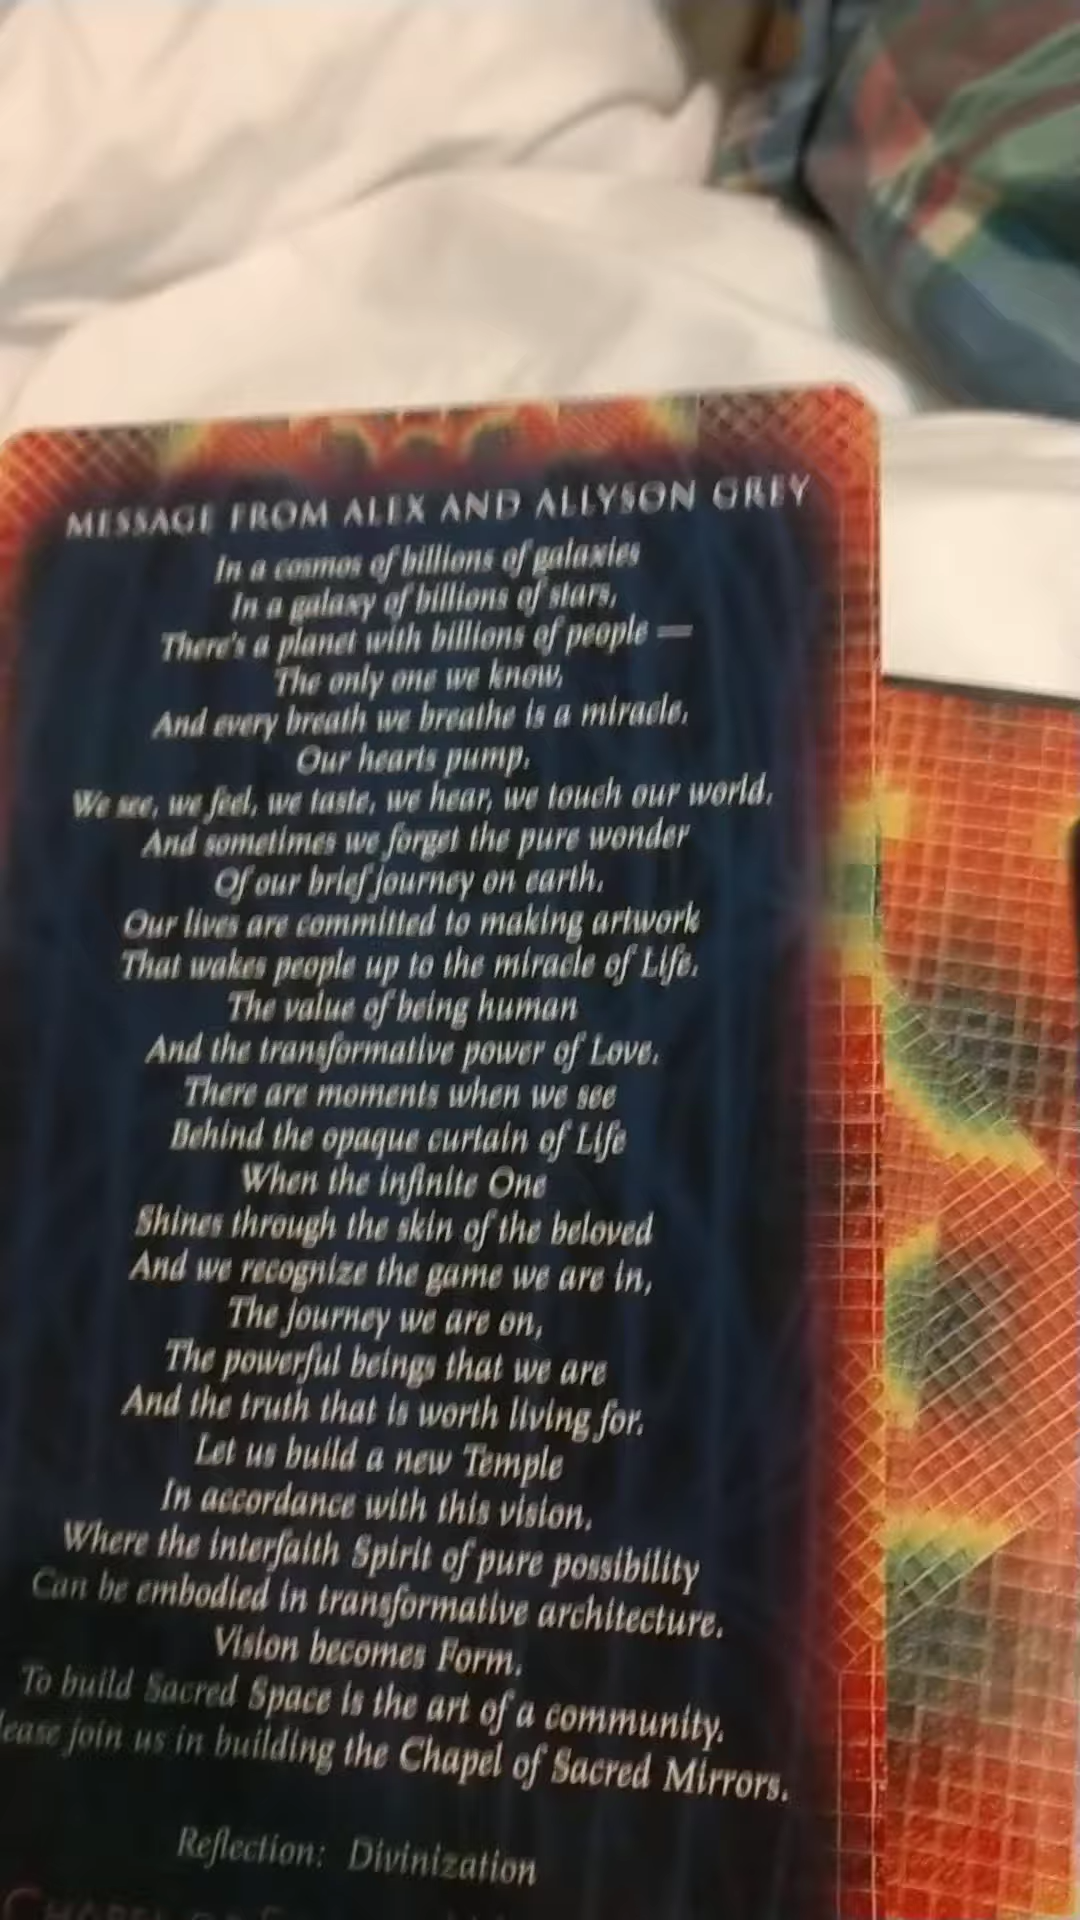 MESSAGE FROM ALEX AND ALLYSON GREY
In a cosmos of billions of galaxies
In a galaxy of billions of stars,
There's a planet with billions of people —
The only one we know,
And every breath we breathe is a miracle.
Our hearts pump,
We see, we feel, we taste, we hear, we touch our world,
And sometimes we forget the pure wonder
Of our brief journey on earth.
Our lives are committed to making artwork
That wakes people up to the miracle of Life,
The value of being human
And the transformative power of Love.
There are moments when we see
Behind the opaque curtain of Life
When the infinite One
Shines through the skin of the beloved
And we recognize the game we are in,
The journey we are on,
The powerful beings that we are
And the truth that is worth living for.
Let us build a new Temple
In accordance with this vision,
Where the interfaith Spirit of pure possibility
Can be embodied in transformative architecture.
Vision becomes Form.
To build Sacred Space is the art of a community.
lease join us in building the Chapel of Sacred Mirrors.
Reflection: Divinization
CHAPEL OF